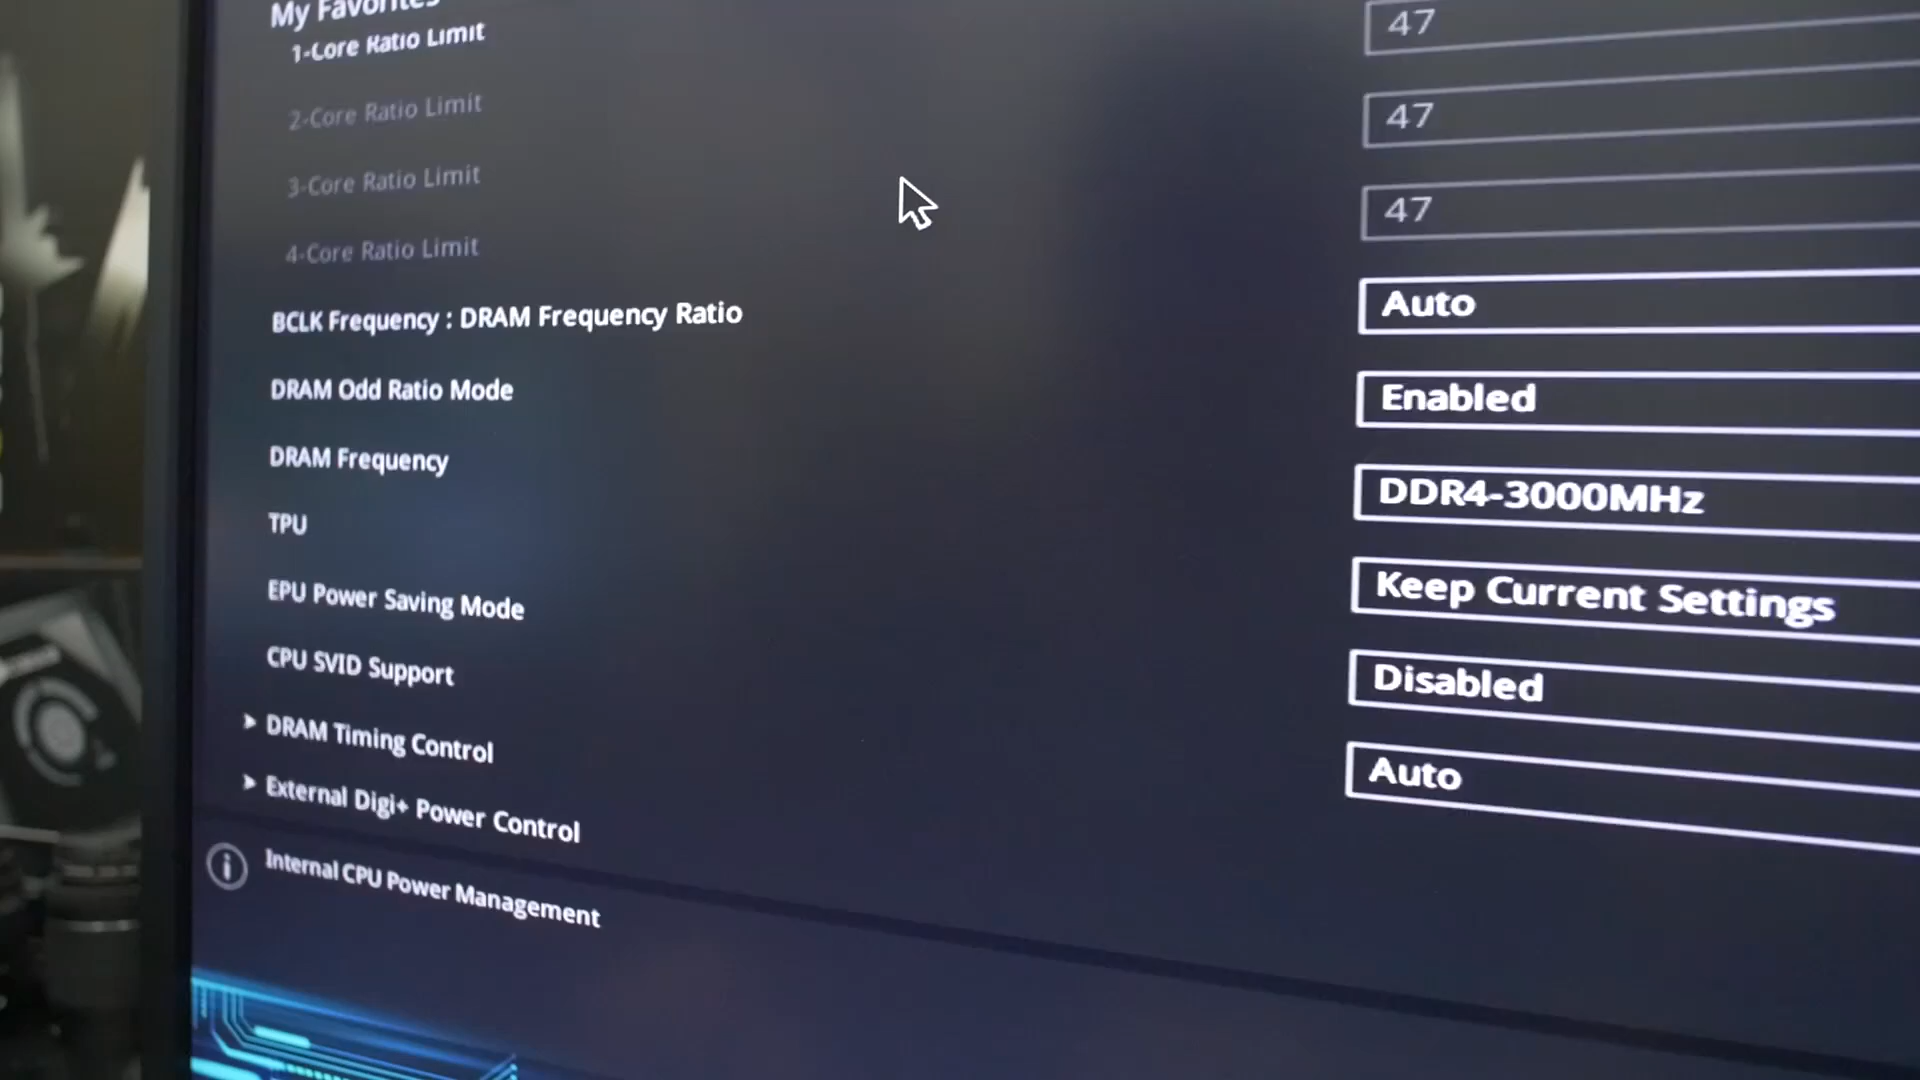 My Favorites
1-Core Ratio Limit
47
2-Core Ratio Limit
47
3-Core Ratio Limit
47
4-Core Ratio Limit
BCLK Frequency : DRAM Frequency Ratio
Auto
DRAM Odd Ratio Mode
Enabled
DRAM Frequency
DDR4-3000MHz
TPU
Keep Current Settings
EPU Power Saving Mode
Disabled
CPU SVID Support
Auto
DRAM Timing Control
External Digi+ Power Control
Internal CPU Power Management